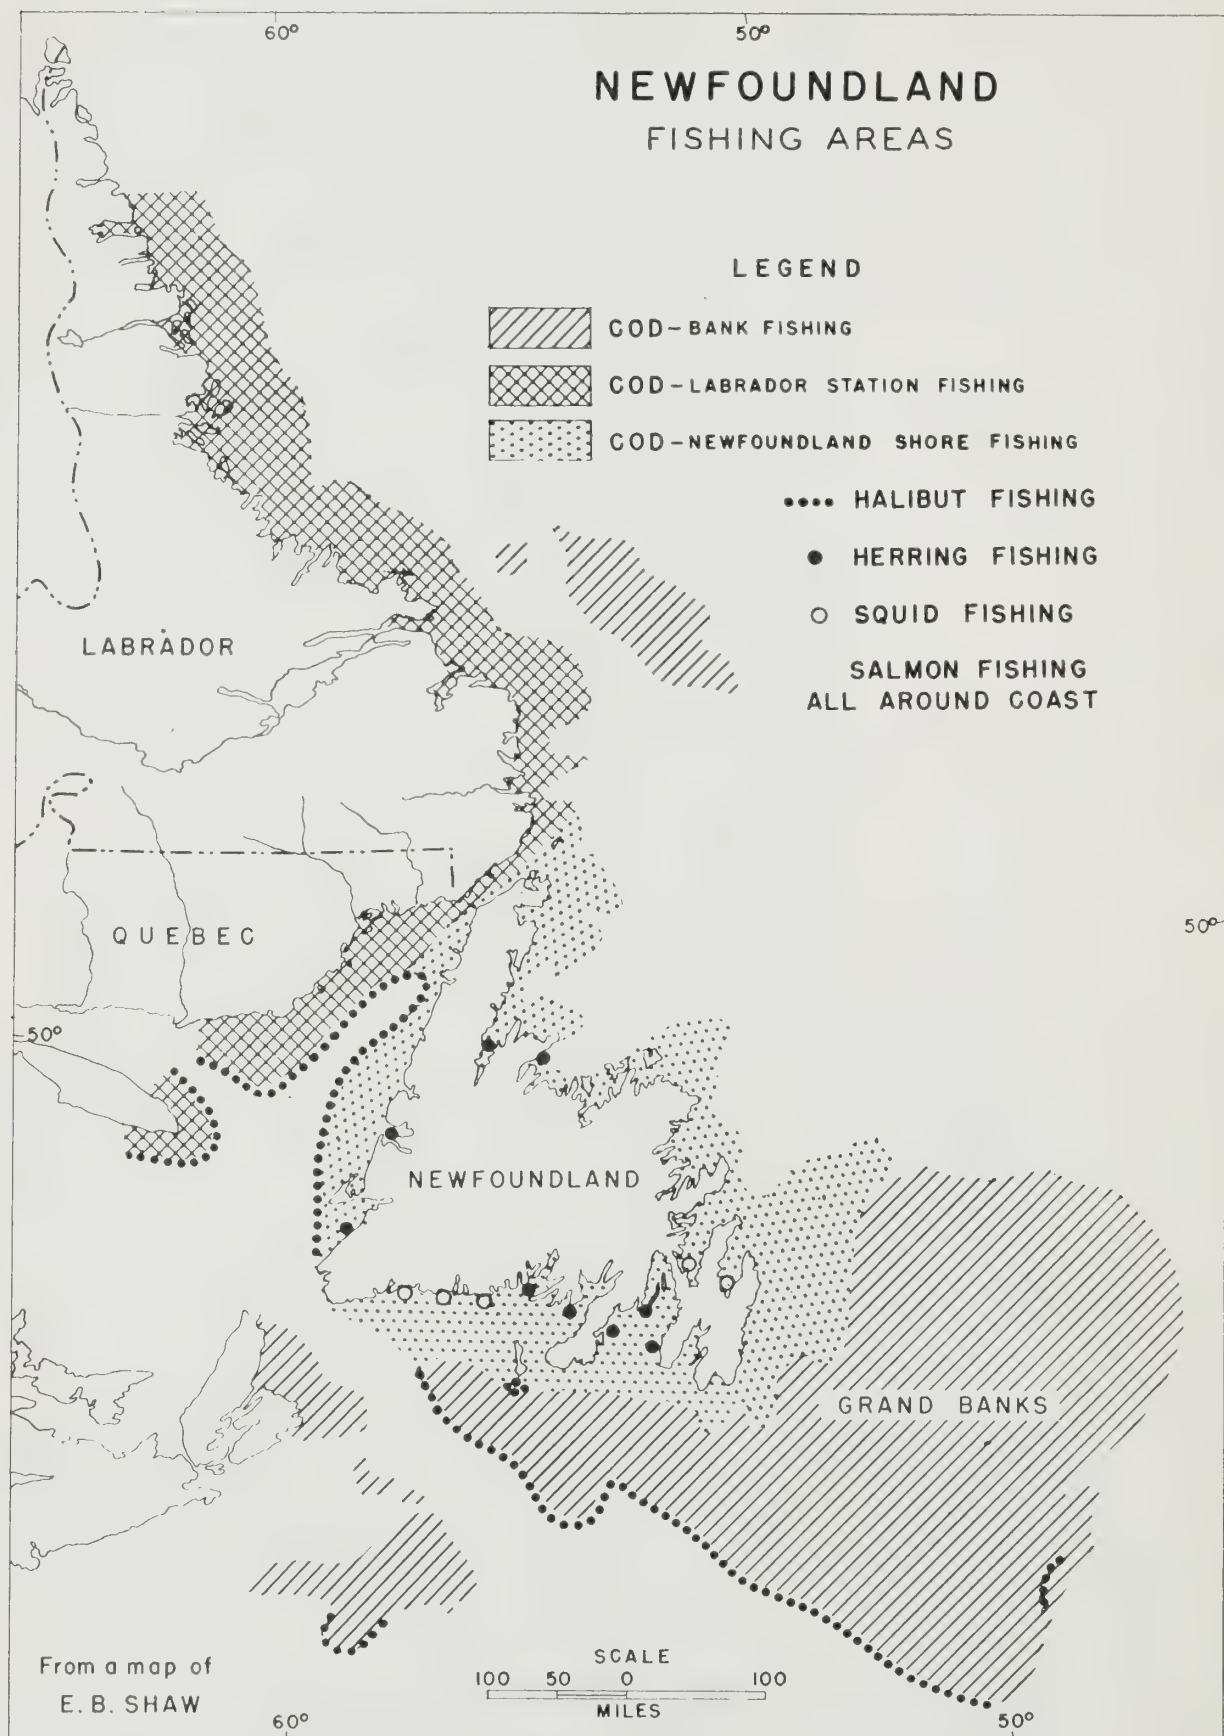 60°
50°
NEWFOUNDLAND
FISHING AREAS
LEGEND
COD-BANK FISHING
COD-LABRADOR STATION FISHING
COD-NEWFOUNDLAND SHORE FISHING
HALIBUT FISHING
HERRING FISHING
SQUID FISHING
SALMON FISHING
ALL AROUND COAST
LABRADOR
QUEBEC
50°
50°
NEWFOUNDLAND
GRAND BANKS
From a map of
E. B. SHAW
SCALE
100 50 0 100
MILES
60°
50°